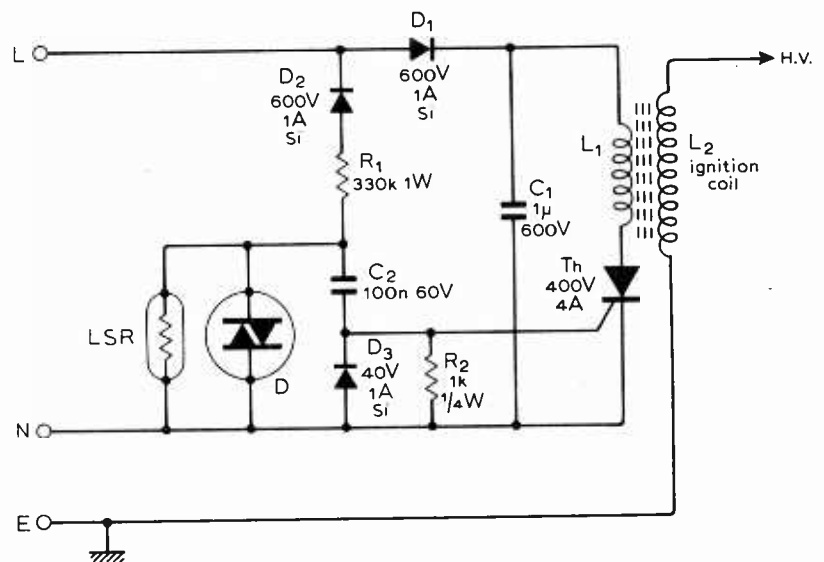 L
D1
600V
1A
Si
H.V.
D2
600V
1A
Si
R1
330k 1W
L1
L2
ignition
coil
C1
1µ
600V
C2
100n 60V
Th
400V
4A
LSR
D
D3
40V
1A
Si
R2
1k
1/4W
N
E